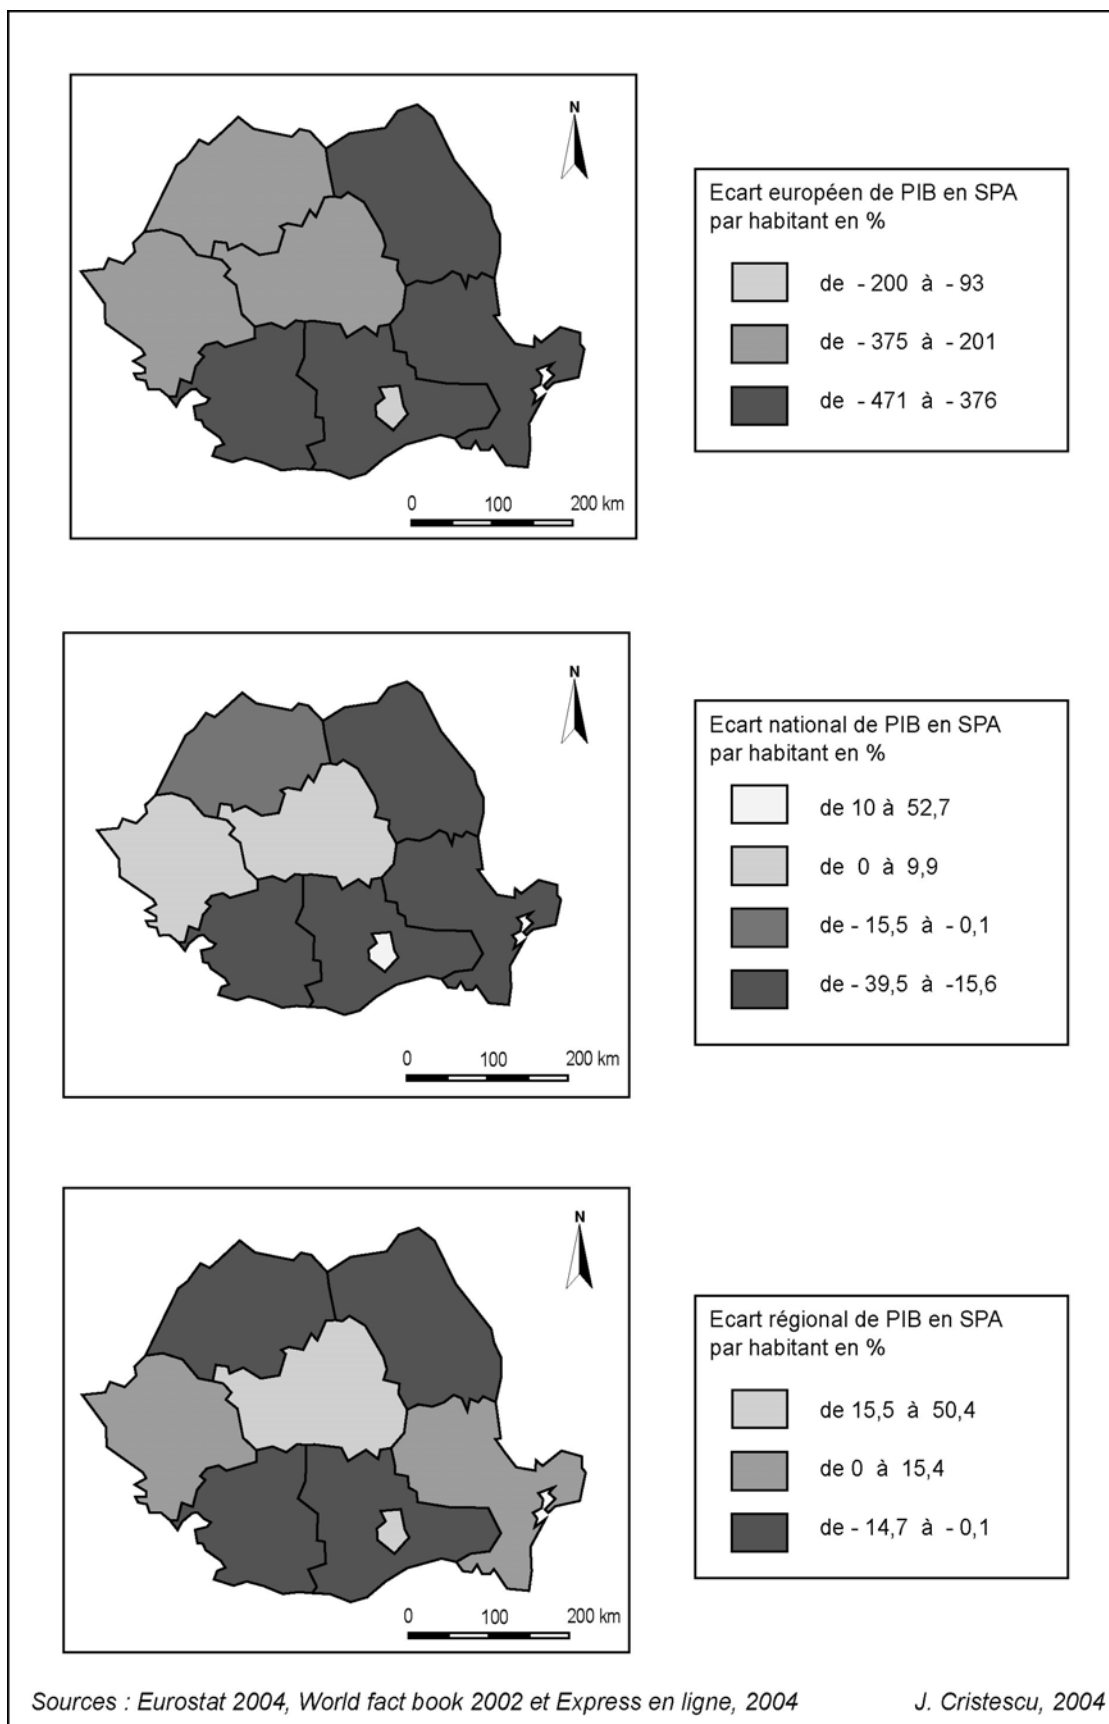 N
0 100 200 km
Ecart européen de PIB en SPA
par habitant en %
de - 200 à - 93
de - 375 à - 201
de - 471 à - 376
N
0 100 200 km
Ecart national de PIB en SPA
par habitant en %
de 10 à 52,7
de 0 à 9,9
de - 15,5 à - 0,1
de - 39,5 à -15,6
N
0 100 200 km
Ecart régional de PIB en SPA
par habitant en %
de 15,5 à 50,4
de 0 à 15,4
de - 14,7 à - 0,1
Sources : Eurostat 2004, World fact book 2002 et Express en ligne, 2004 J. Cristescu, 2004